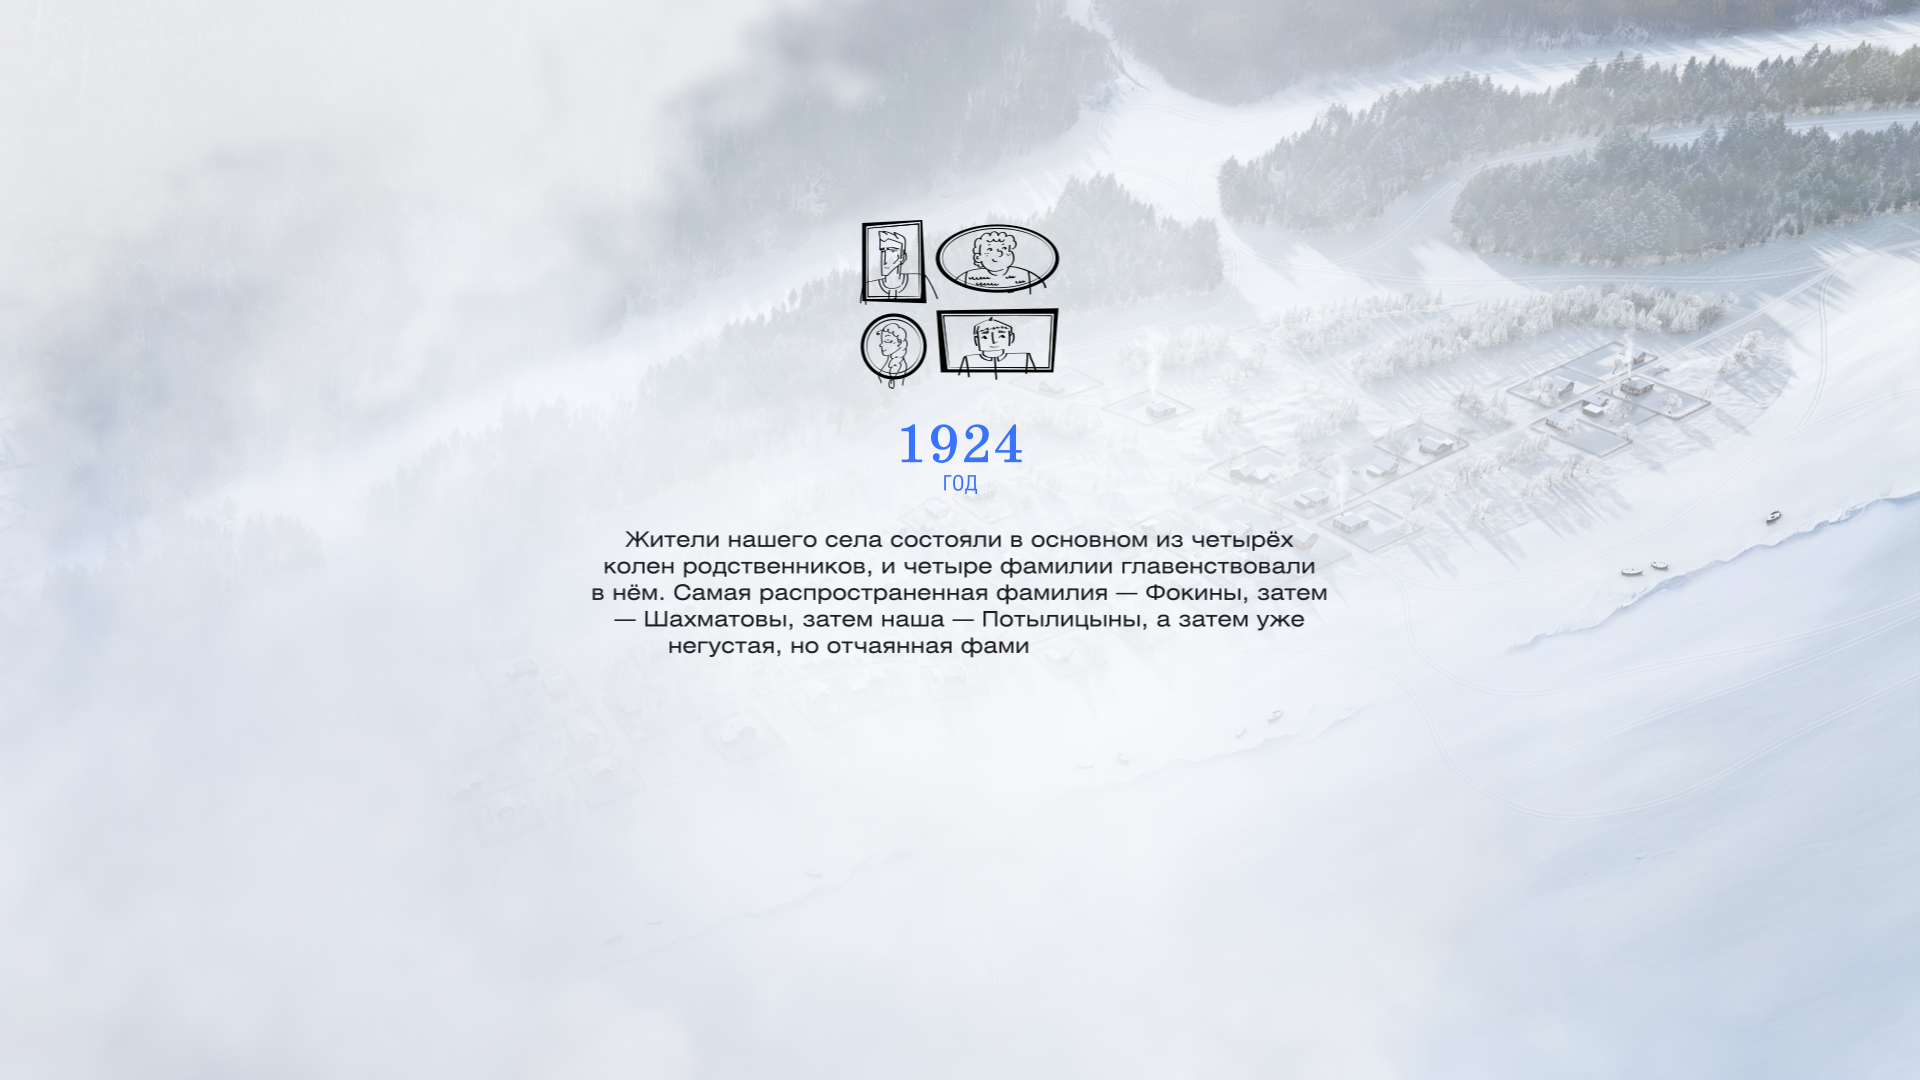 1924
ГОД
Жители нашего села состояли в основном из четырёх
колен родственников, и четыре фамилии главенствовали
в нём. Самая распространенная фамилия — Фокины, затем
— Шахматовы, затем наша — Потылицыны, а затем уже
негустая, но отчаянная фами